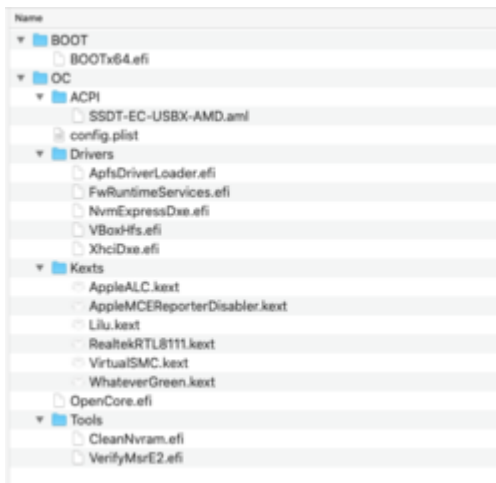 Name
BOOT
BOOTx64.efi
OC
ACPI
SSDT-EC-USBX-AMD.aml
config.plist
Drivers
ApfsDriverLoader.efi
FwRuntimeServices.efi
NvmExpressDxe.efi
VBoxHfs.efi
XhciDxe.efi
Kexts
AppleALC.kext
AppleMCEReporterDisabler.kext
Lilu.kext
RealtekRTL8111.kext
VirtualSMC.kext
WhateverGreen.kext
OpenCore.efi
Tools
CleanNvram.efi
VerifyMsrE2.efi